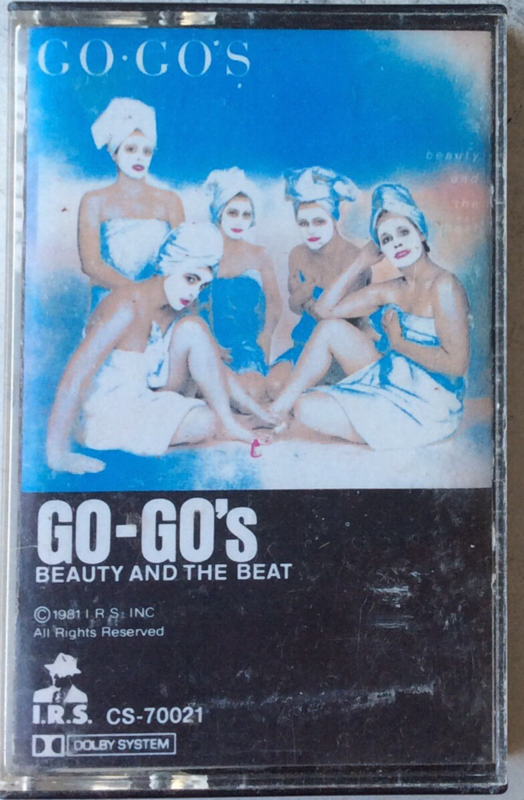 GO·GO'S
beauty
and
the
beat
GO-GO's
BEAUTY AND THE BEAT
© 1981 I.R.S. INC
All Rights Reserved
I.R.S. CS-70021
DOLBY SYSTEM